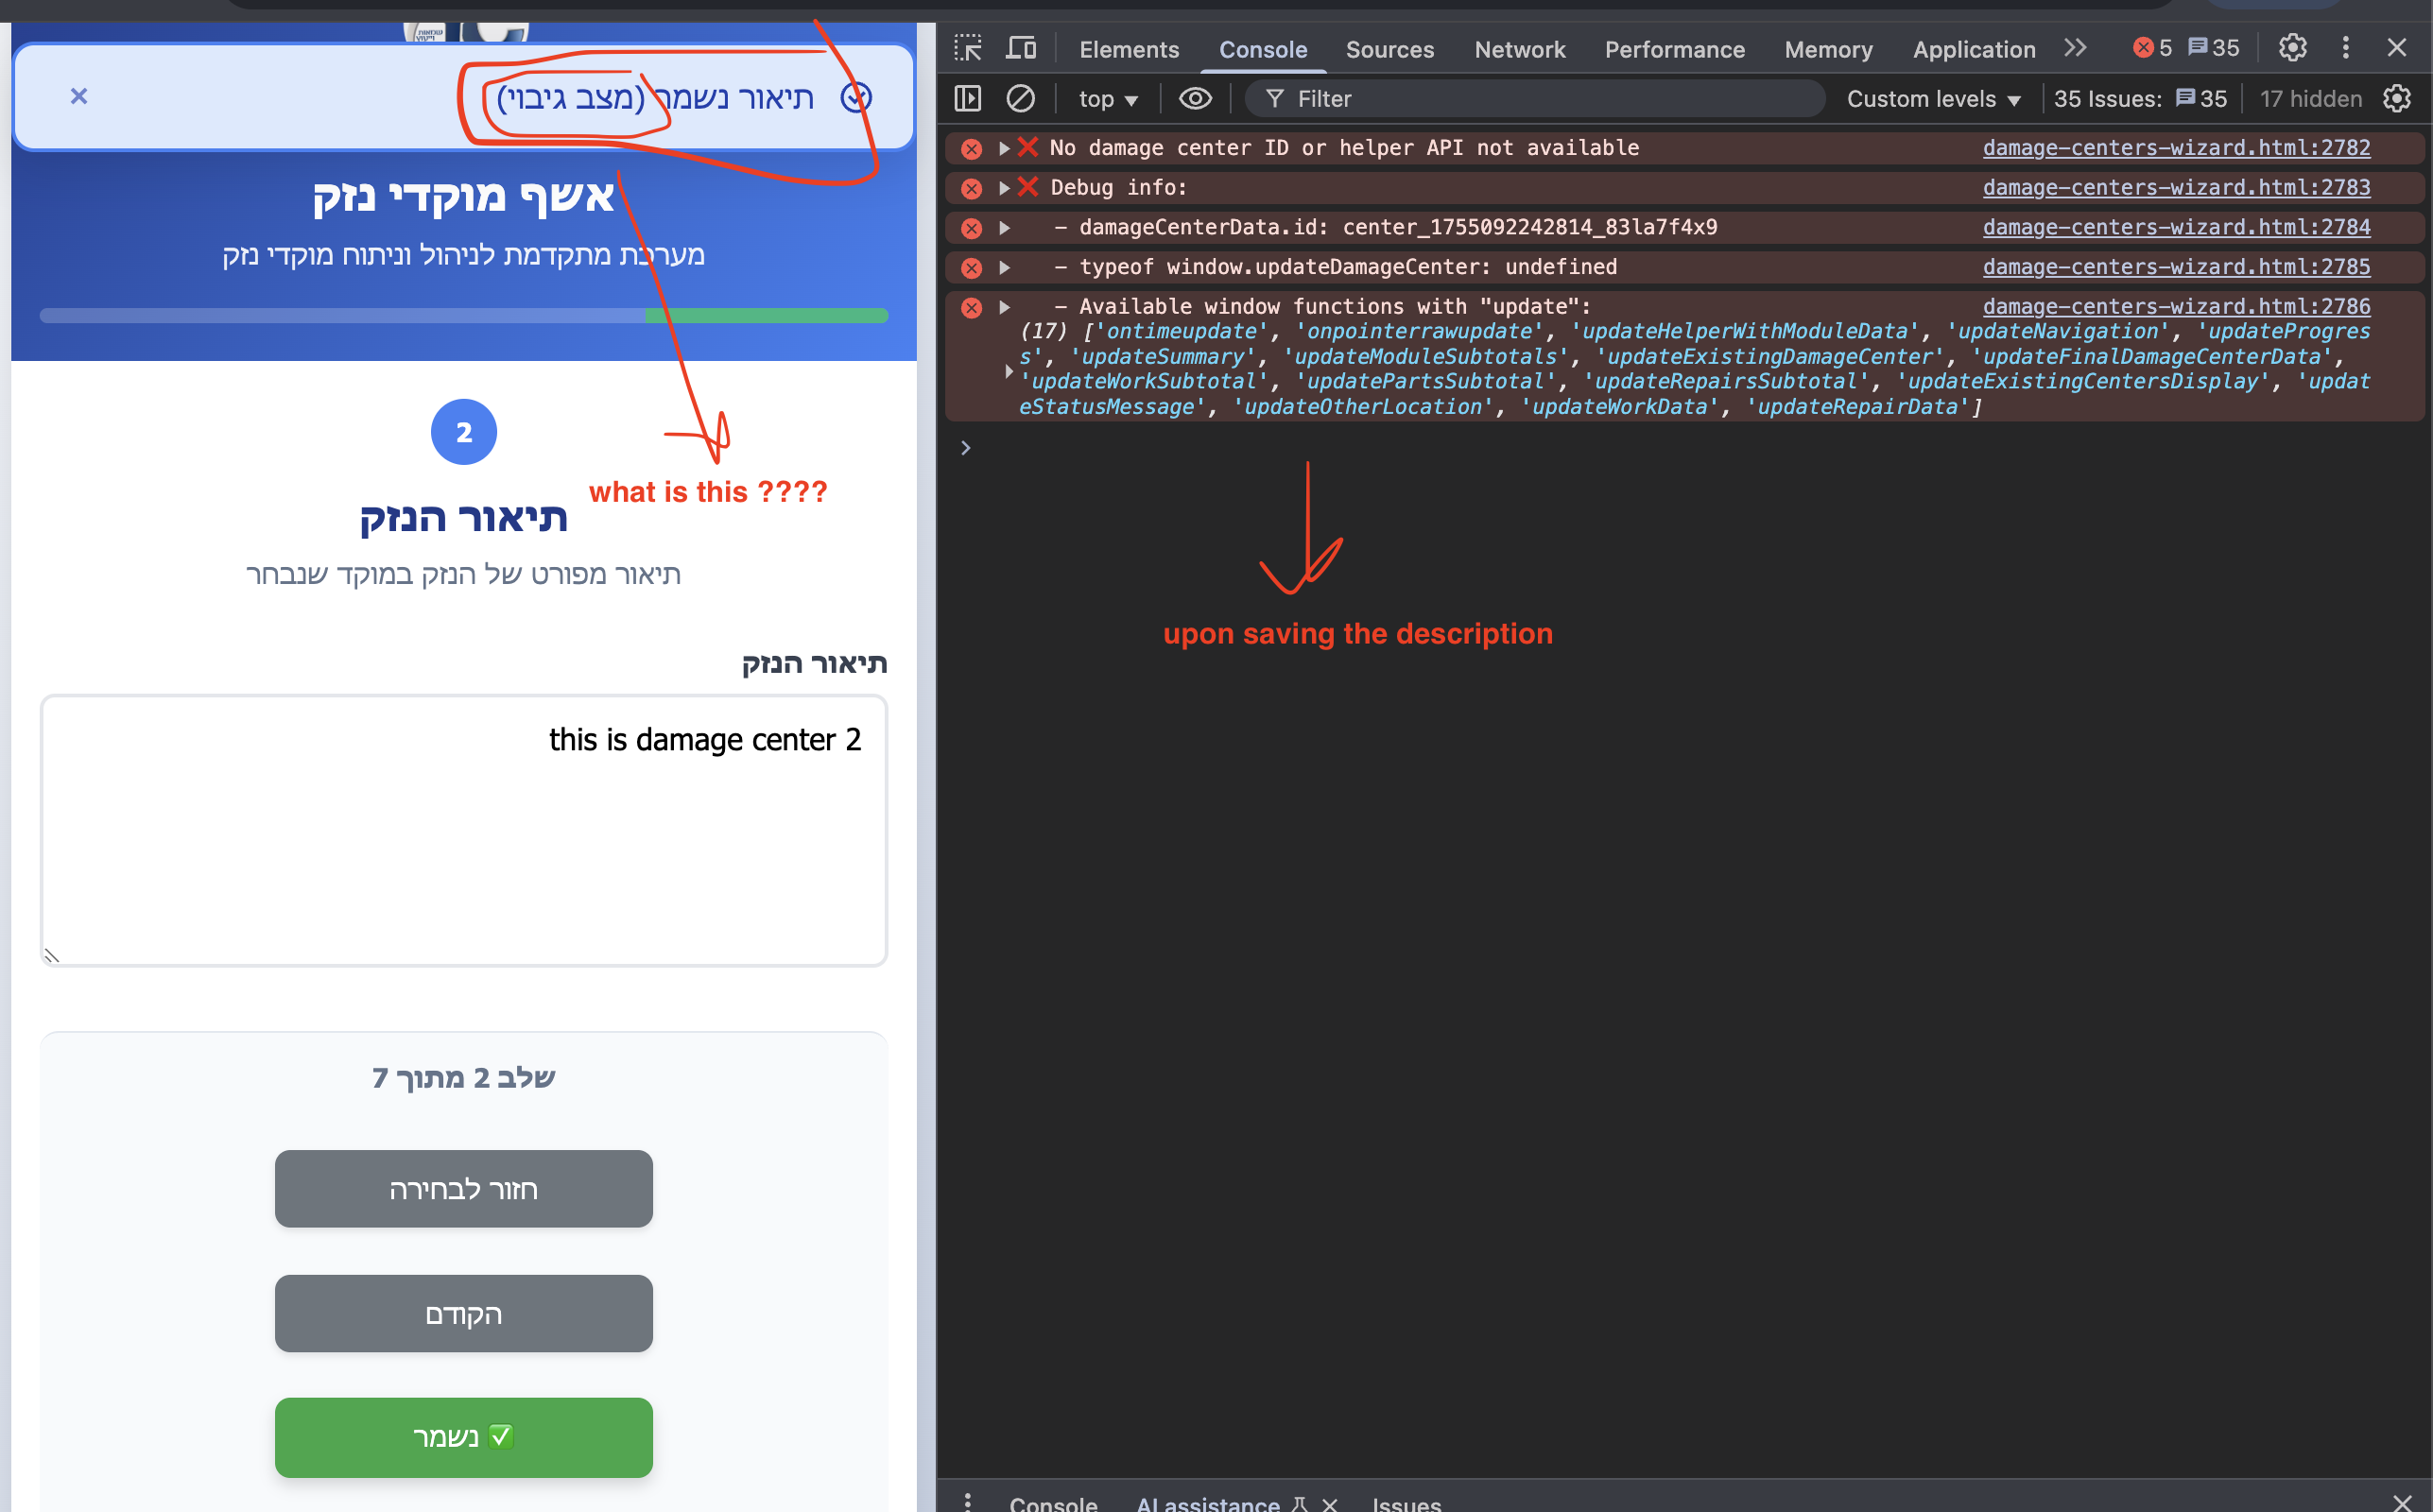 שמאות
וייעוץ
תיאור נשמר (מצב גיבוי)
×
אשף מוקדי נזק
מערכת מתקדמת לניהול וניתוח מוקדי נזק
2
what is this ????
תיאור הנזק
תיאור מפורט של הנזק במוקד שנבחר
תיאור הנזק
this is damage center 2
שלב 2 מתוך 7
חזור לבחירה
הקודם
✅ נשמר
Elements Console Sources Network Performance Memory Application 5 35
top ▼ Filter Custom levels ▼ 35 Issues: 35 17 hidden
❌ No damage center ID or helper API not available damage-centers-wizard.html:2782
❌ Debug info: damage-centers-wizard.html:2783
- damageCenterData.id: center_1755092242814_83la7f4x9 damage-centers-wizard.html:2784
- typeof window.updateDamageCenter: undefined damage-centers-wizard.html:2785
- Available window functions with "update": damage-centers-wizard.html:2786
(17) ['ontimeupdate', 'onpointerrawupdate', 'updateHelperWithModuleData', 'updateNavigation', 'updateProgres
s', 'updateSummary', 'updateModuleSubtotals', 'updateExistingDamageCenter', 'updateFinalDamageCenterData',
'updateWorkSubtotal', 'updatePartsSubtotal', 'updateRepairsSubtotal', 'updateExistingCentersDisplay', 'updat
eStatusMessage', 'updateOtherLocation', 'updateWorkData', 'updateRepairData']
upon saving the description
Console AI assistance Issues